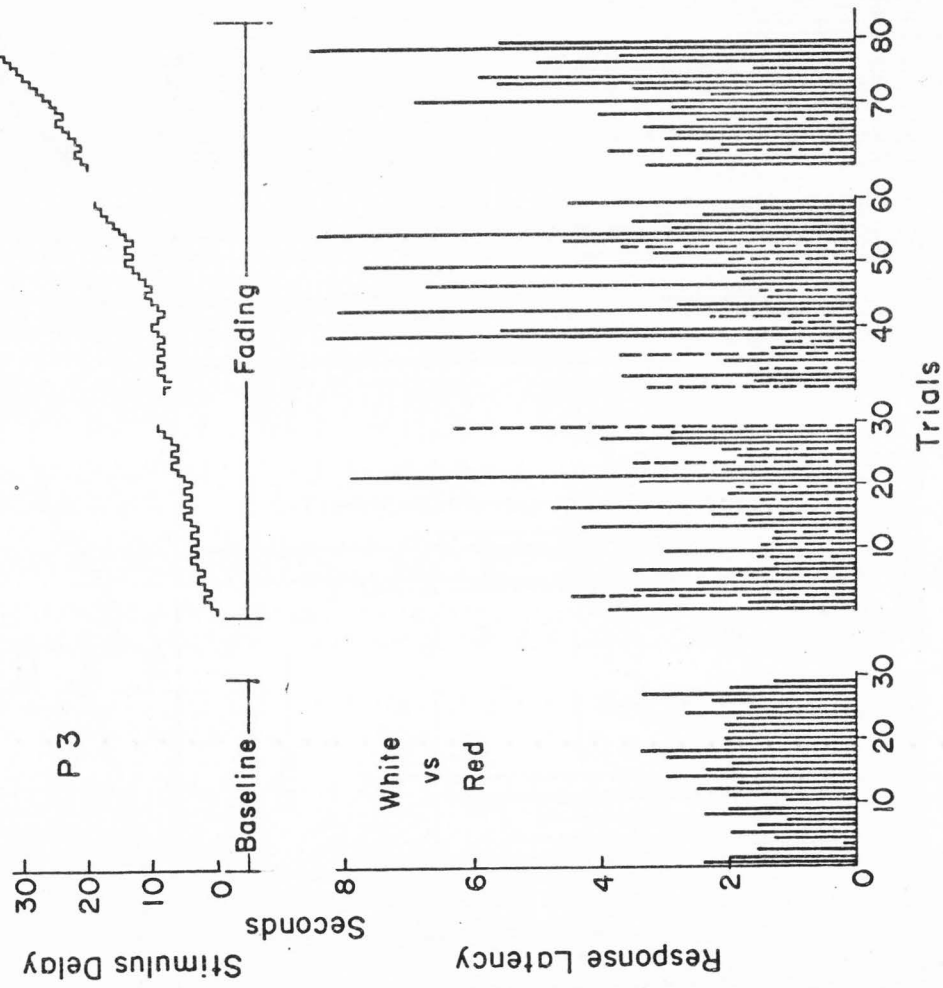 P 3
Stimulus Delay
Seconds
30
20
10
0
Baseline
Fading
White
vs
Red
Response Latency
8
6
4
2
0
10
20
30
10
20
30
40
50
60
70
80
Trials